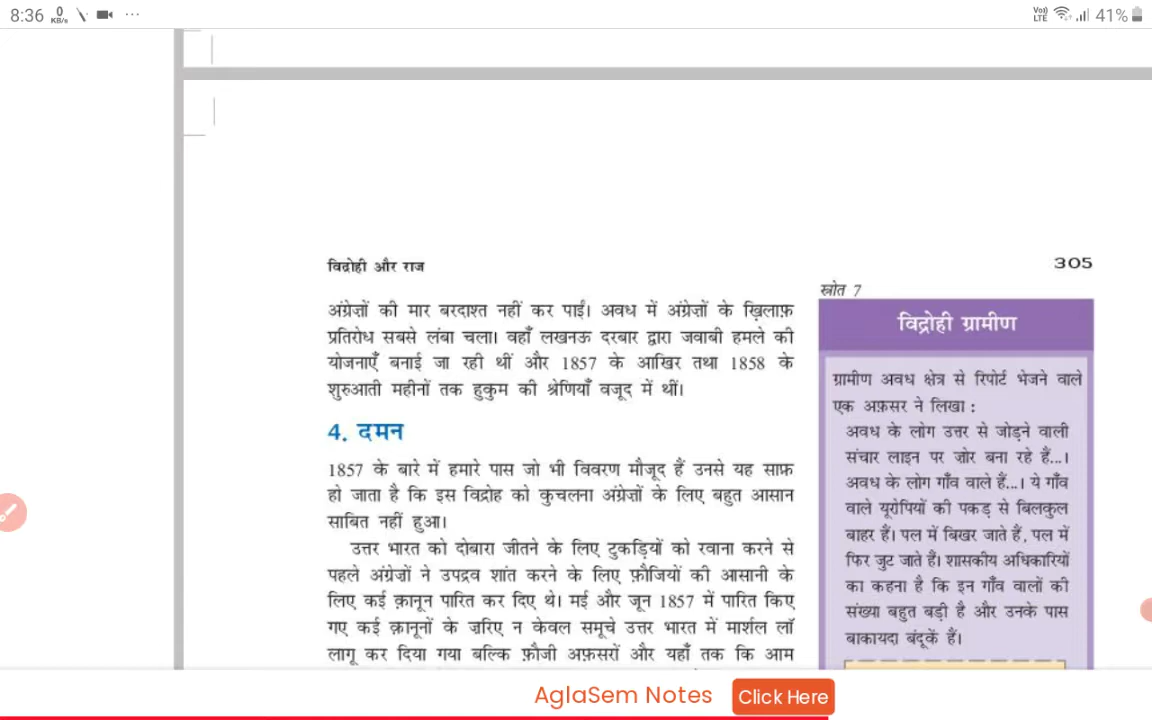 8:36 0 KB/s ... Vo) LTE 41%
विद्रोही और राज
305
अंग्रेज़ों की मार बरदाश्त नहीं कर पाईं। अवध में अंग्रेज़ों के ख़िलाफ़
प्रतिरोध सबसे लंबा चला। वहाँ लखनऊ दरबार द्वारा जवाबी हमले की
योजनाएँ बनाई जा रही थीं और 1857 के आखिर तथा 1858 के
शुरुआती महीनों तक हुकुम की श्रेणियाँ वजूद में थीं।
4. दमन
1857 के बारे में हमारे पास जो भी विवरण मौजूद हैं उनसे यह साफ़
हो जाता है कि इस विद्रोह को कुचलना अंग्रेज़ों के लिए बहुत आसान
साबित नहीं हुआ।
उत्तर भारत को दोबारा जीतने के लिए टुकड़ियों को रवाना करने से
पहले अंग्रेज़ों ने उपद्रव शांत करने के लिए फ़ौजियों की आसानी के
लिए कई क़ानून पारित कर दिए थे। मई और जून 1857 में पारित किए
गए कई क़ानूनों के ज़रिए न केवल समूचे उत्तर भारत में मार्शल लॉ
लागू कर दिया गया बल्कि फ़ौजी अफ़सरों और यहाँ तक कि आम
स्रोत 7
विद्रोही ग्रामीण
ग्रामीण अवध क्षेत्र से रिपोर्ट भेजने वाले
एक अफ़सर ने लिखा :
अवध के लोग उत्तर से जोड़ने वाली
संचार लाइन पर ज़ोर बना रहे हैं...।
अवध के लोग गाँव वाले हैं...। ये गाँव
वाले यूरोपियों की पकड़ से बिलकुल
बाहर हैं। पल में बिखर जाते हैं, पल में
फिर जुट जाते हैं। शासकीय अधिकारियों
का कहना है कि इन गाँव वालों की
संख्या बहुत बड़ी है और उनके पास
बाकायदा बंदूकें हैं।
AglaSem Notes Click Here